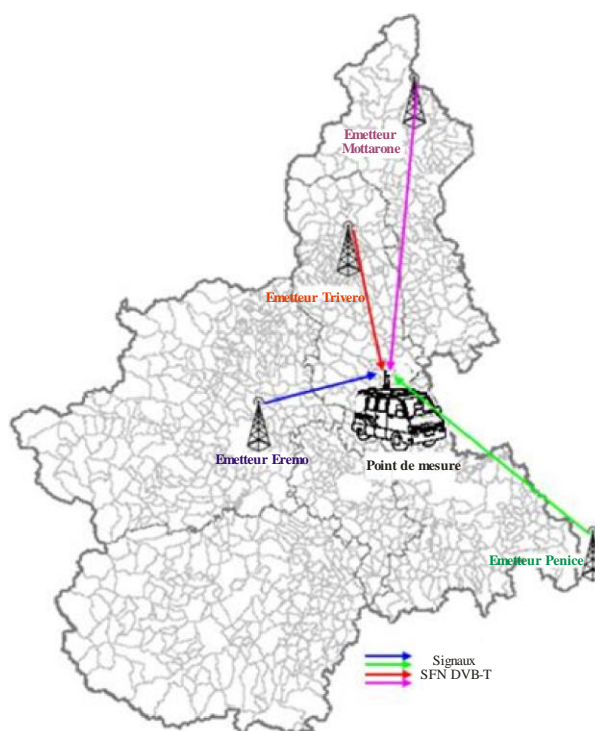 Emetteur
Mottarone
Emetteur Trivero
Emetteur Eremo
Point de mesure
Emetteur Penice
Signaux
SFN DVB-T